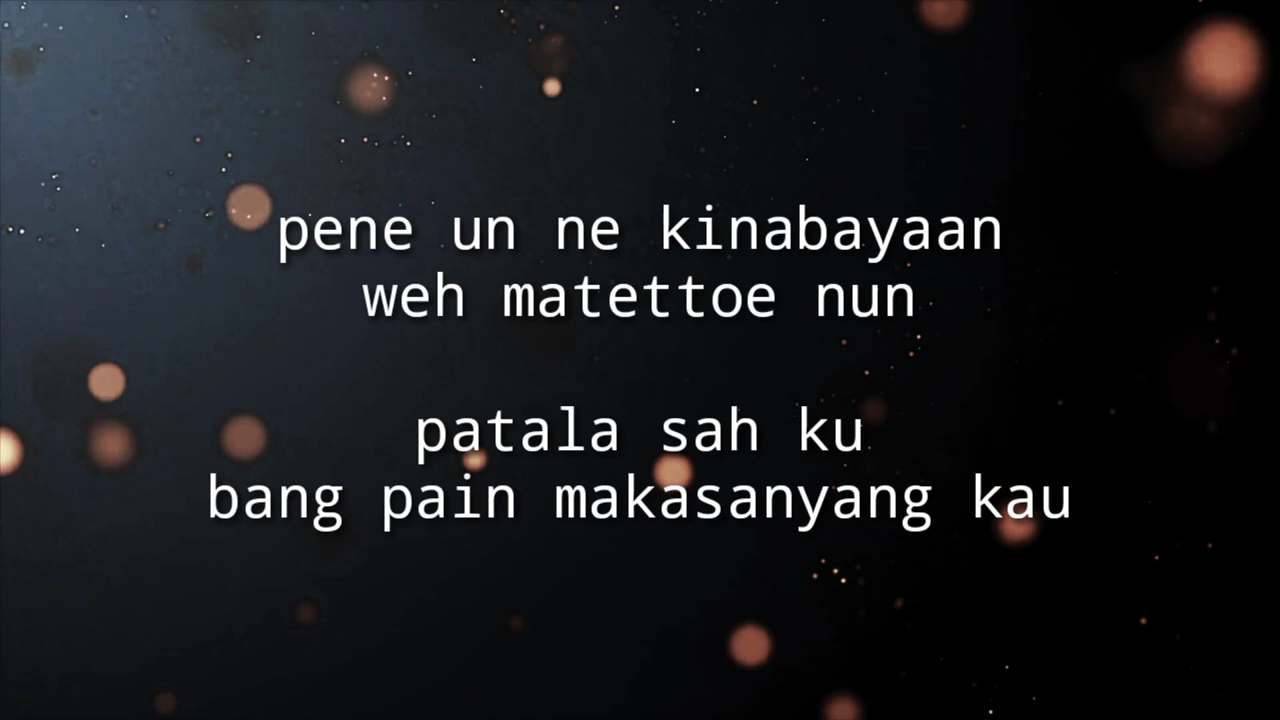 pene un ne kinabayaan
weh matettoe nun
patala sah ku
bang pain makasanyang kau